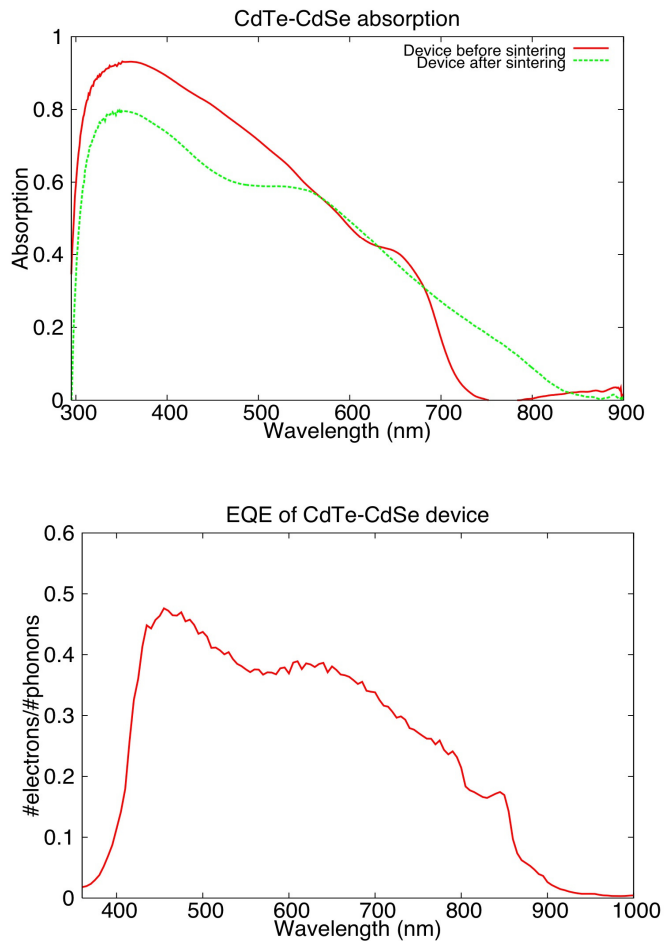 CdTe-CdSe absorption
1
Device before sintering
Device after sintering
0.8
0.6
Absorption
0.4
0.2
0
300 400 500 600 700 800 900
Wavelength (nm)
EQE of CdTe-CdSe device
0.6
0.5
0.4
#electrons/#phonons
0.3
0.2
0.1
0
400 500 600 700 800 900 1000
Wavelength (nm)